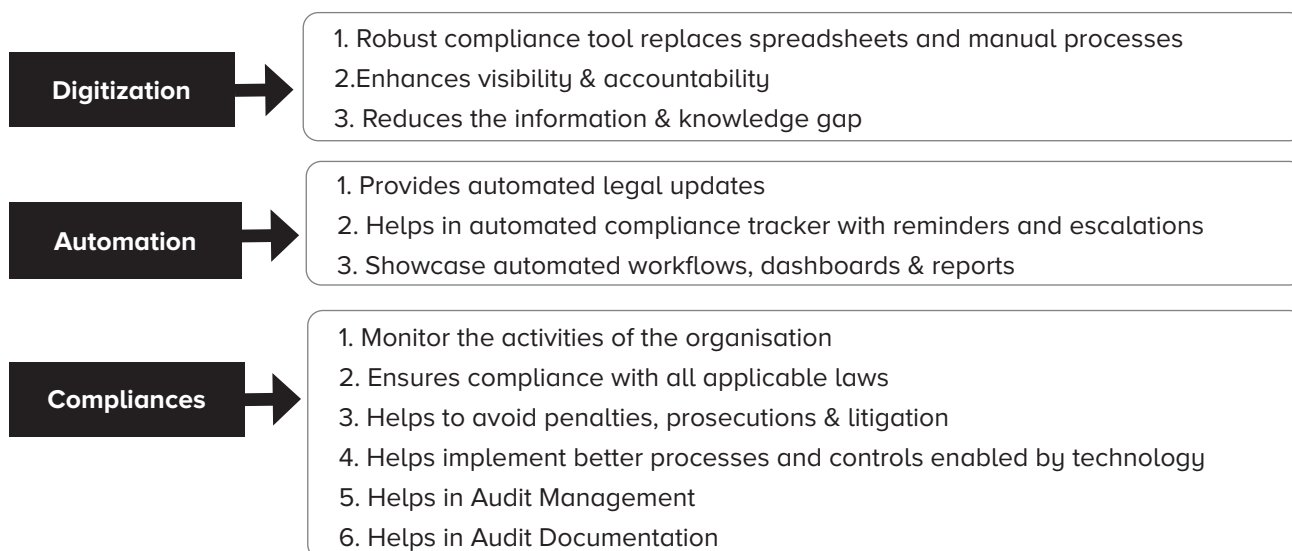 Digitization
1. Robust compliance tool replaces spreadsheets and manual processes
2.Enhances visibility & accountability
3. Reduces the information & knowledge gap
Automation
1. Provides automated legal updates
2. Helps in automated compliance tracker with reminders and escalations
3. Showcase automated workflows, dashboards & reports
Compliances
1. Monitor the activities of the organisation
2. Ensures compliance with all applicable laws
3. Helps to avoid penalties, prosecutions & litigation
4. Helps implement better processes and controls enabled by technology
5. Helps in Audit Management
6. Helps in Audit Documentation